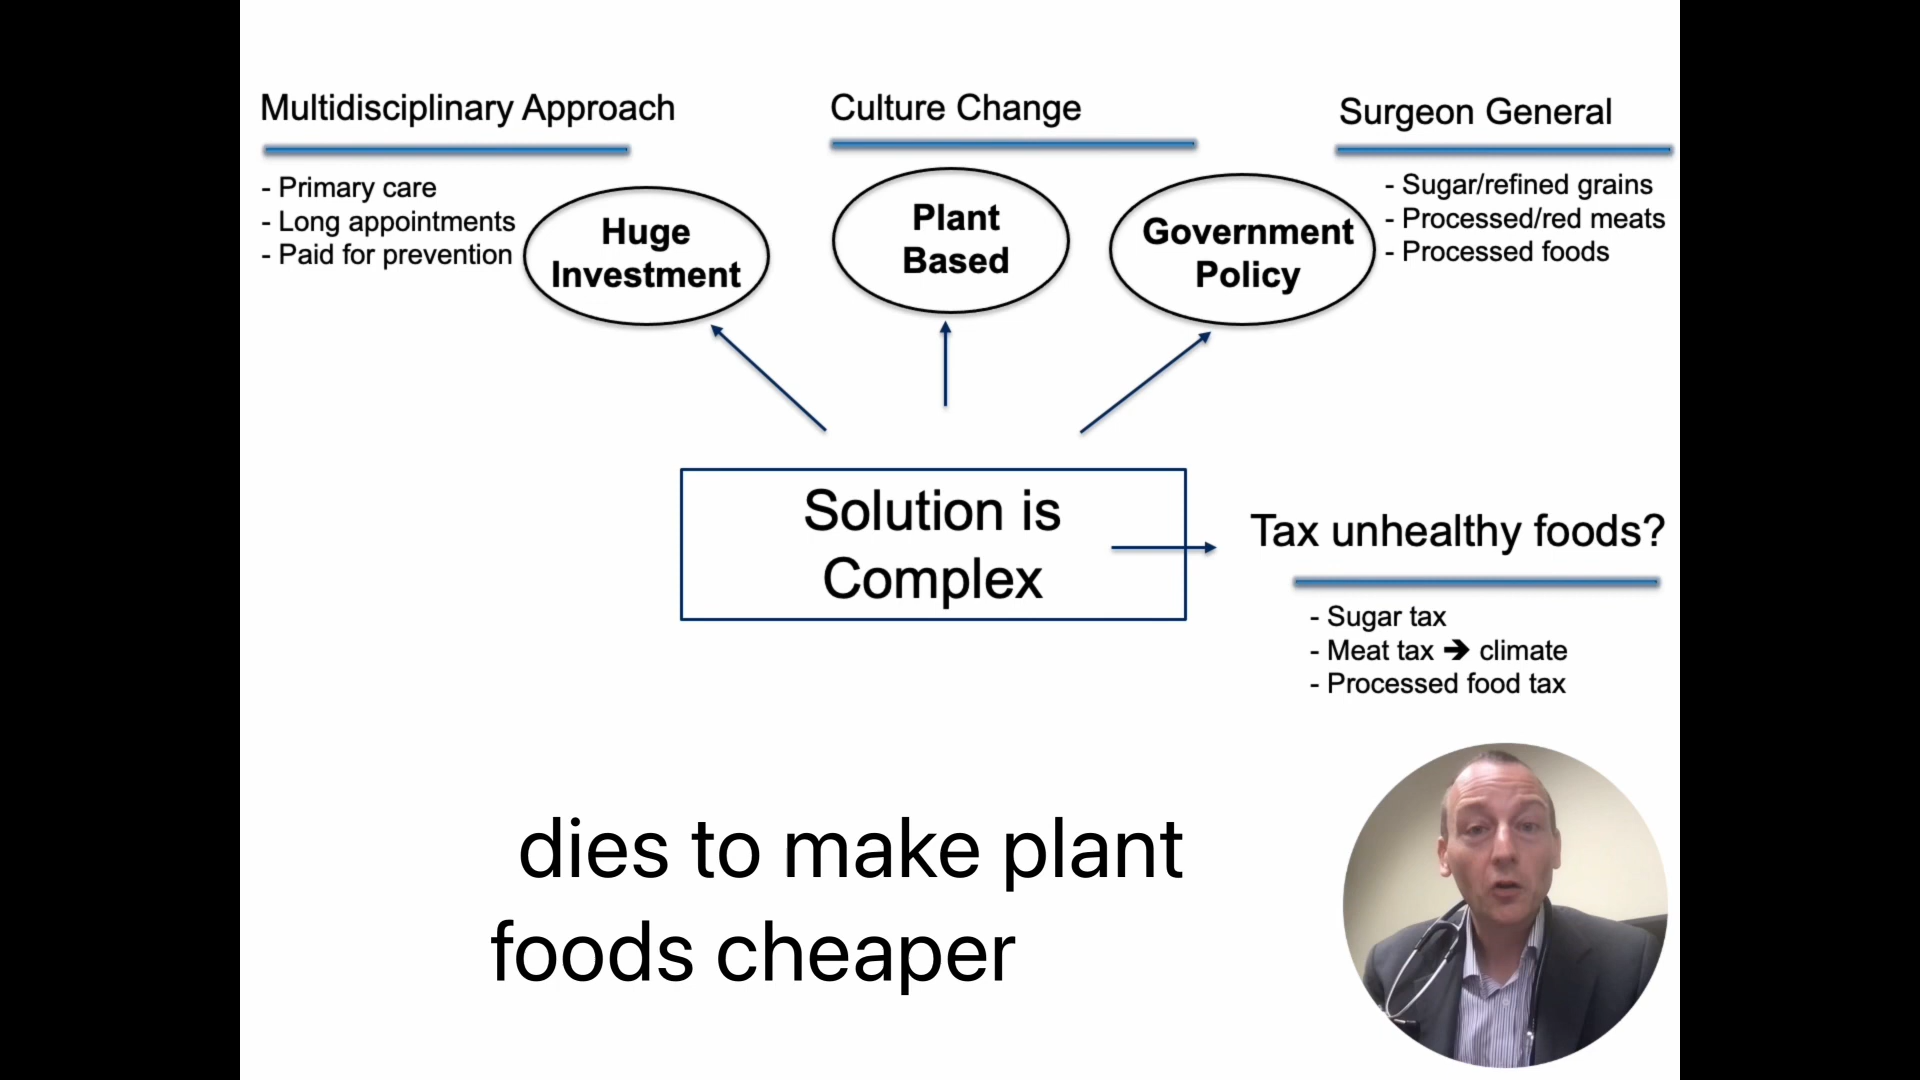 Multidisciplinary Approach
- Primary care
- Long appointments
- Paid for prevention
Huge
Investment
Culture Change
Plant
Based
Government
Policy
Surgeon General
- Sugar/refined grains
- Processed/red meats
- Processed foods
Solution is
Complex
Tax unhealthy foods?
- Sugar tax
- Meat tax ➔ climate
- Processed food tax
dies to make plant
foods cheaper